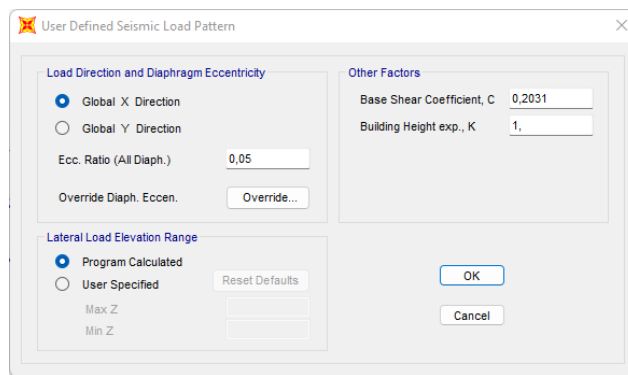 User Defined Seismic Load Pattern
Load Direction and Diaphragm Eccentricity
Global X Direction
Global Y Direction
Ecc. Ratio (All Diaph.) 0,05
Override Diaph. Eccen. Override...
Other Factors
Base Shear Coefficient, C 0,2031
Building Height exp., K 1,
Lateral Load Elevation Range
Program Calculated
User Specified Reset Defaults
Max Z
Min Z
OK
Cancel